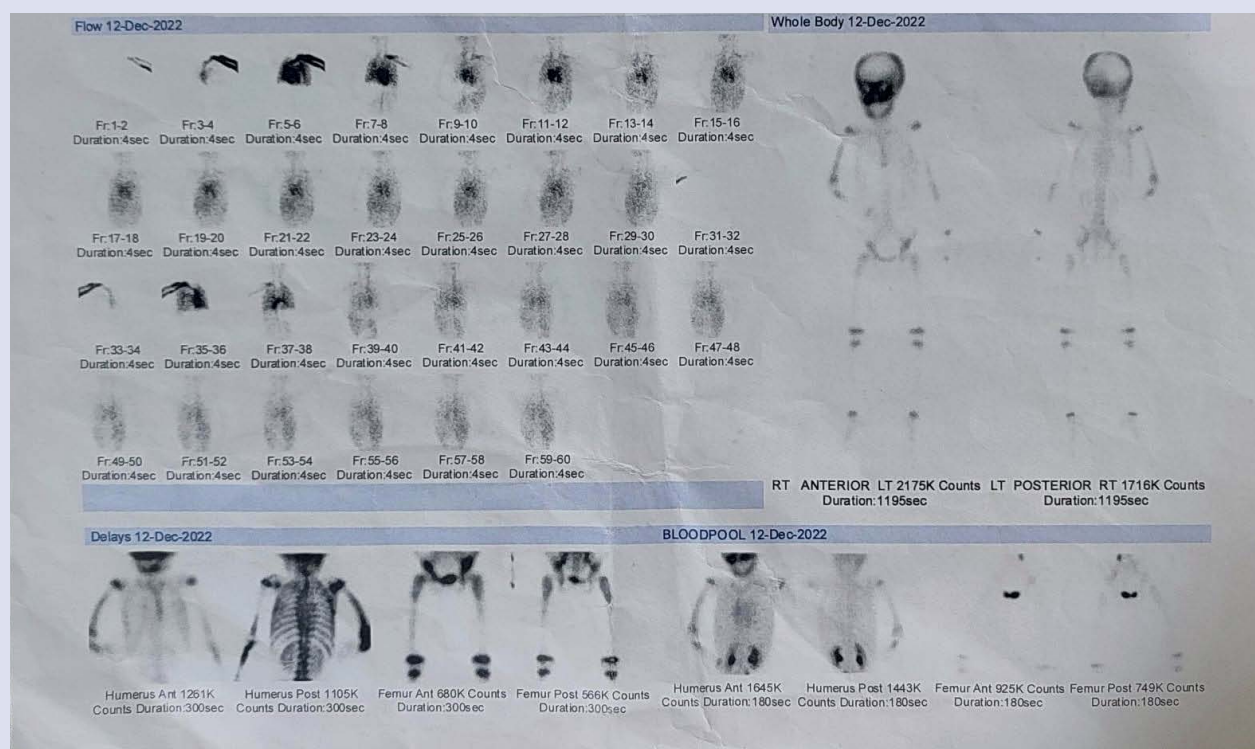 Flow 12-Dec-2022
Whole Body 12-Dec-2022
Fr:1-2 Fr:3-4 Fr:5-6 Fr:7-8 Fr:9-10 Fr:11-12 Fr:13-14 Fr:15-16
Duration:4sec Duration:4sec Duration:4sec Duration:4sec Duration:4sec Duration:4sec Duration:4sec Duration:4sec
Fr:17-18 Fr:19-20 Fr:21-22 Fr:23-24 Fr:25-26 Fr:27-28 Fr:29-30 Fr:31-32
Duration:4sec Duration:4sec Duration:4sec Duration:4sec Duration:4sec Duration:4sec Duration:4sec Duration:4sec
Fr:33-34 Fr:35-36 Fr:37-38 Fr:39-40 Fr:41-42 Fr:43-44 Fr:45-46 Fr:47-48
Duration:4sec Duration:4sec Duration:4sec Duration:4sec Duration:4sec Duration:4sec Duration:4sec Duration:4sec
Fr:49-50 Fr:51-52 Fr:53-54 Fr:55-56 Fr:57-58 Fr:59-60
Duration:4sec Duration:4sec Duration:4sec Duration:4sec Duration:4sec Duration:4sec
RT ANTERIOR LT 2175K Counts LT POSTERIOR RT 1716K Counts
Duration:1195sec Duration:1195sec
Delays 12-Dec-2022
BLOODPOOL 12-Dec-2022
Humerus Ant 1261K Humerus Post 1105K Femur Ant 680K Counts Femur Post 566K Counts
Counts Duration:300sec Counts Duration:300sec Duration:300sec Duration:300sec
Humerus Ant 1645K Humerus Post 1443K Femur Ant 925K Counts Femur Post 749K Counts
Counts Duration:180sec Counts Duration:180sec Duration:180sec Duration:180sec